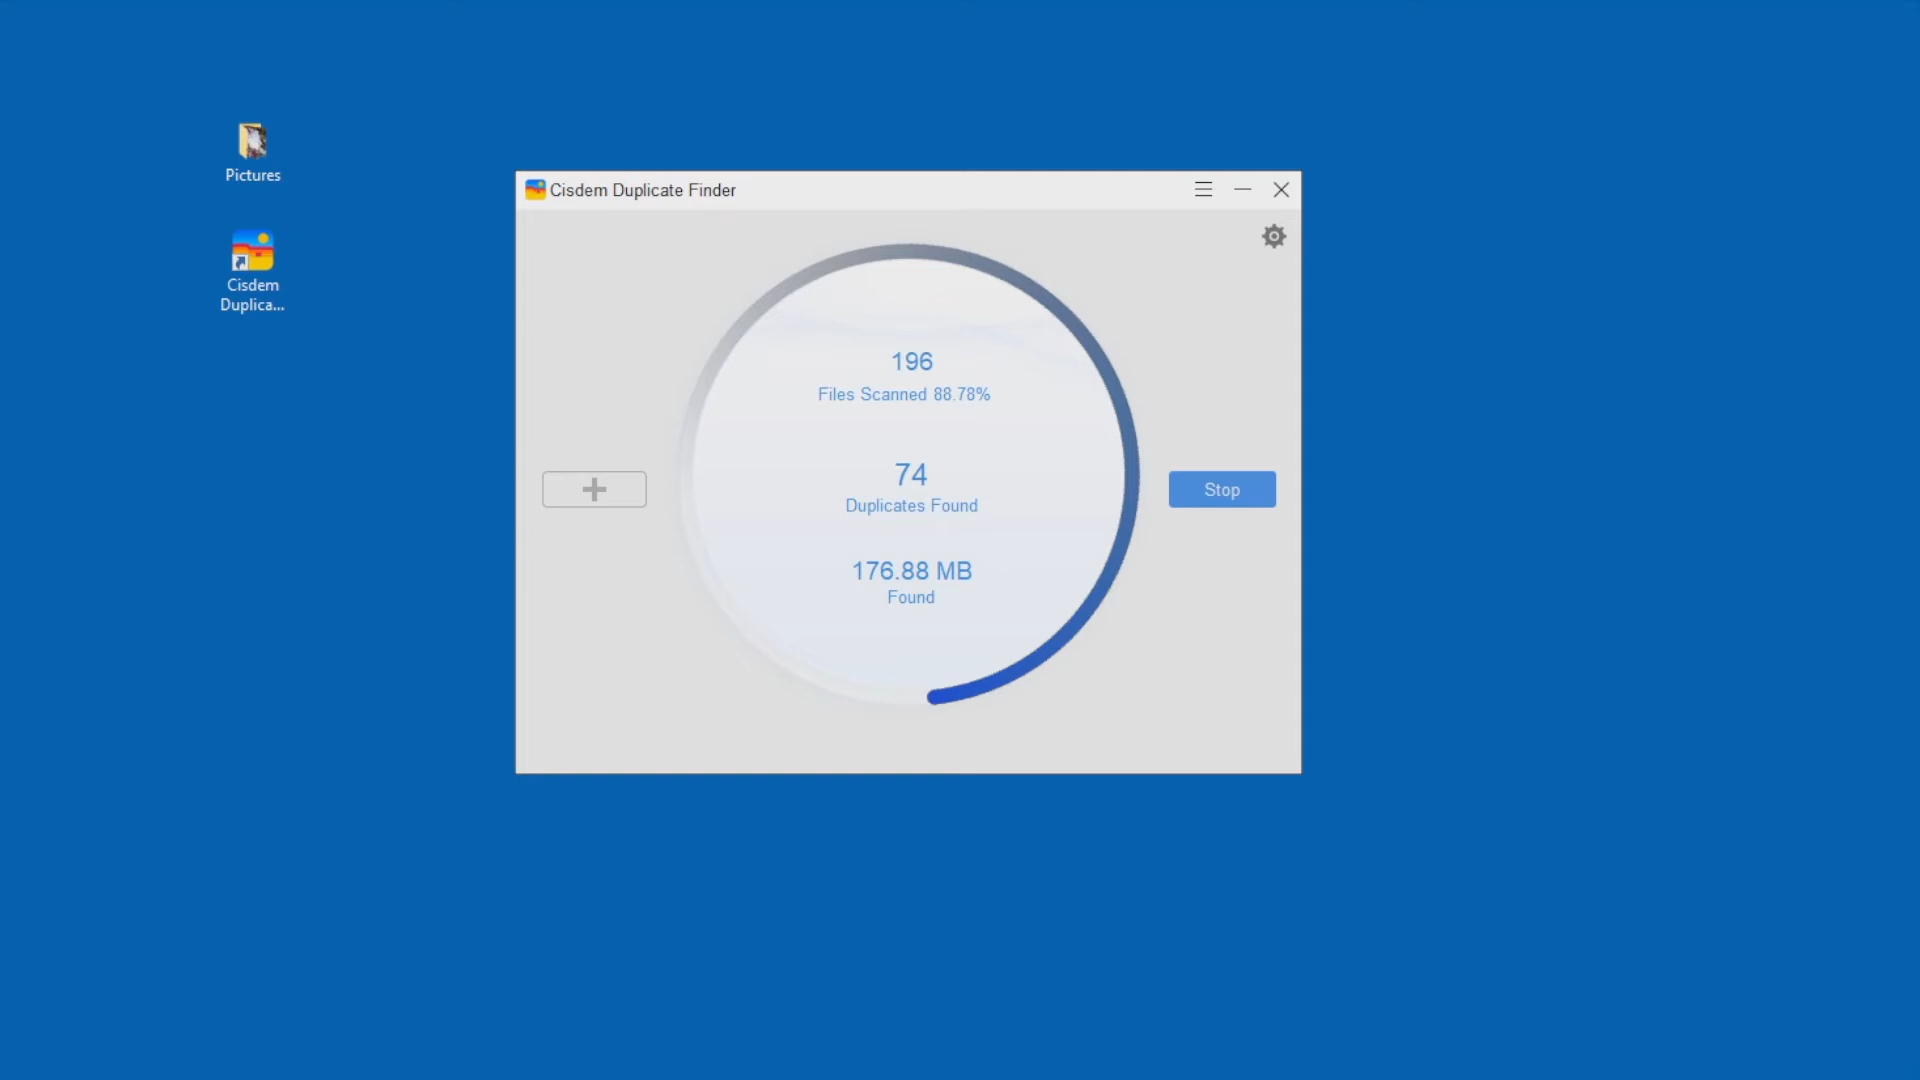 Pictures
Cisdem
Duplica...
Cisdem Duplicate Finder
196
Files Scanned 88.78%
74
Duplicates Found
176.88 MB
Found
Stop